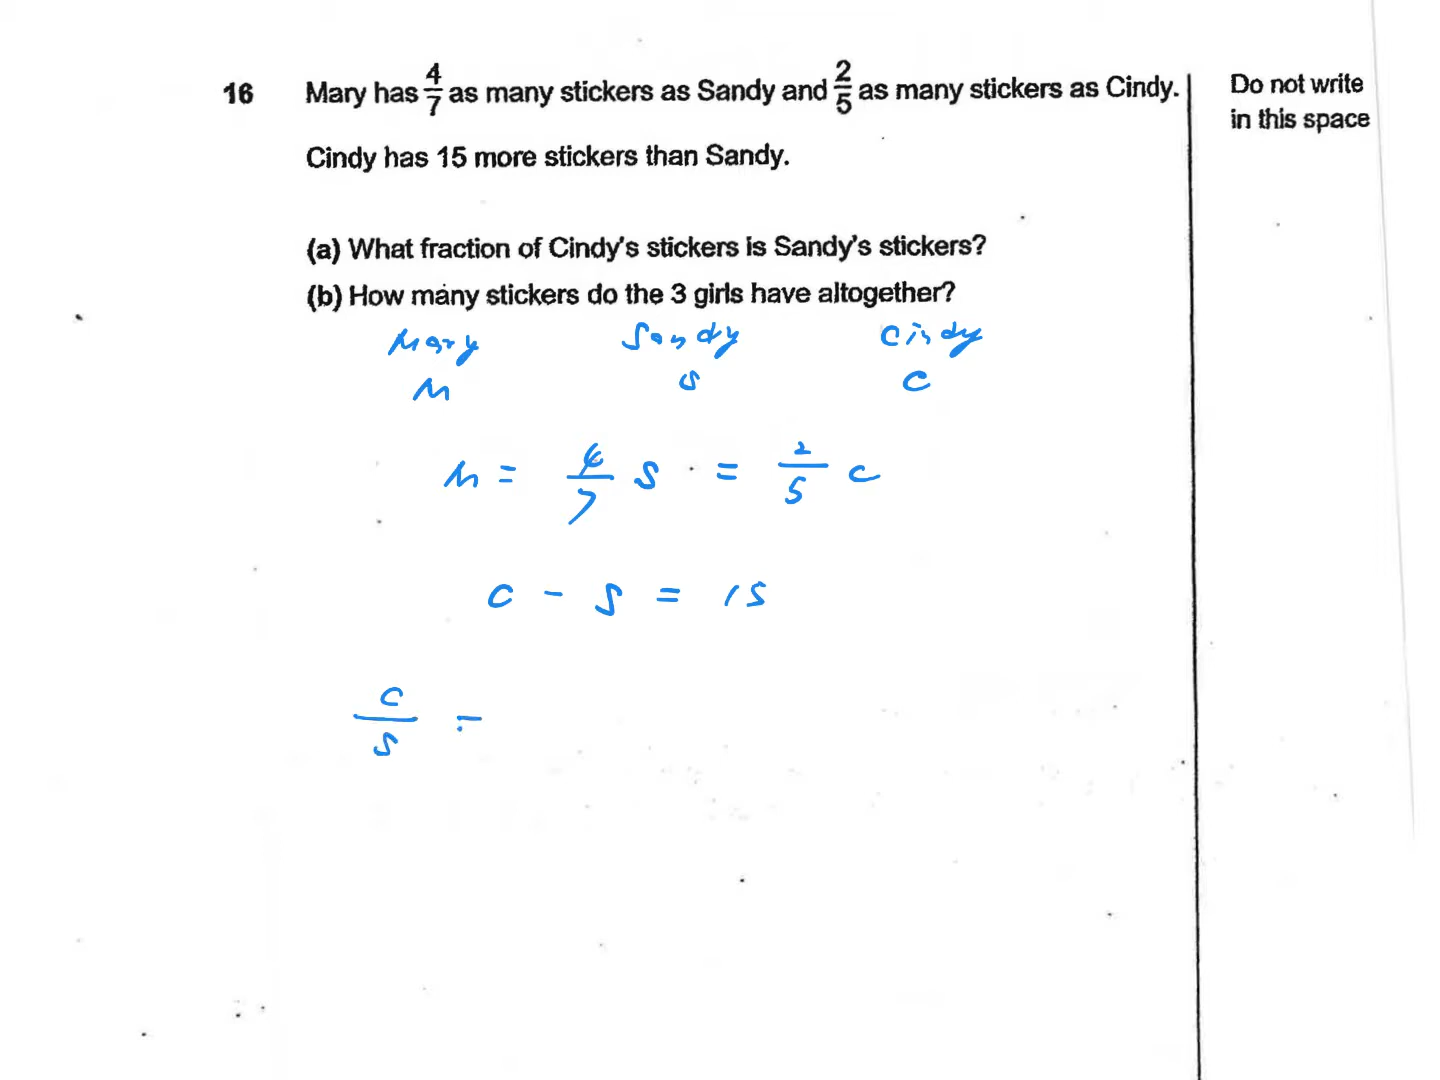 16 Mary has 4/7 as many stickers as Sandy and 2/5 as many stickers as Cindy.
Do not write
in this space
Cindy has 15 more stickers than Sandy.
(a) What fraction of Cindy's stickers is Sandy's stickers?
(b) How many stickers do the 3 girls have altogether?
Mary Sandy Cindy
M S C
M = 4/7 S = 2/5 C
C - S = 15
C/S =